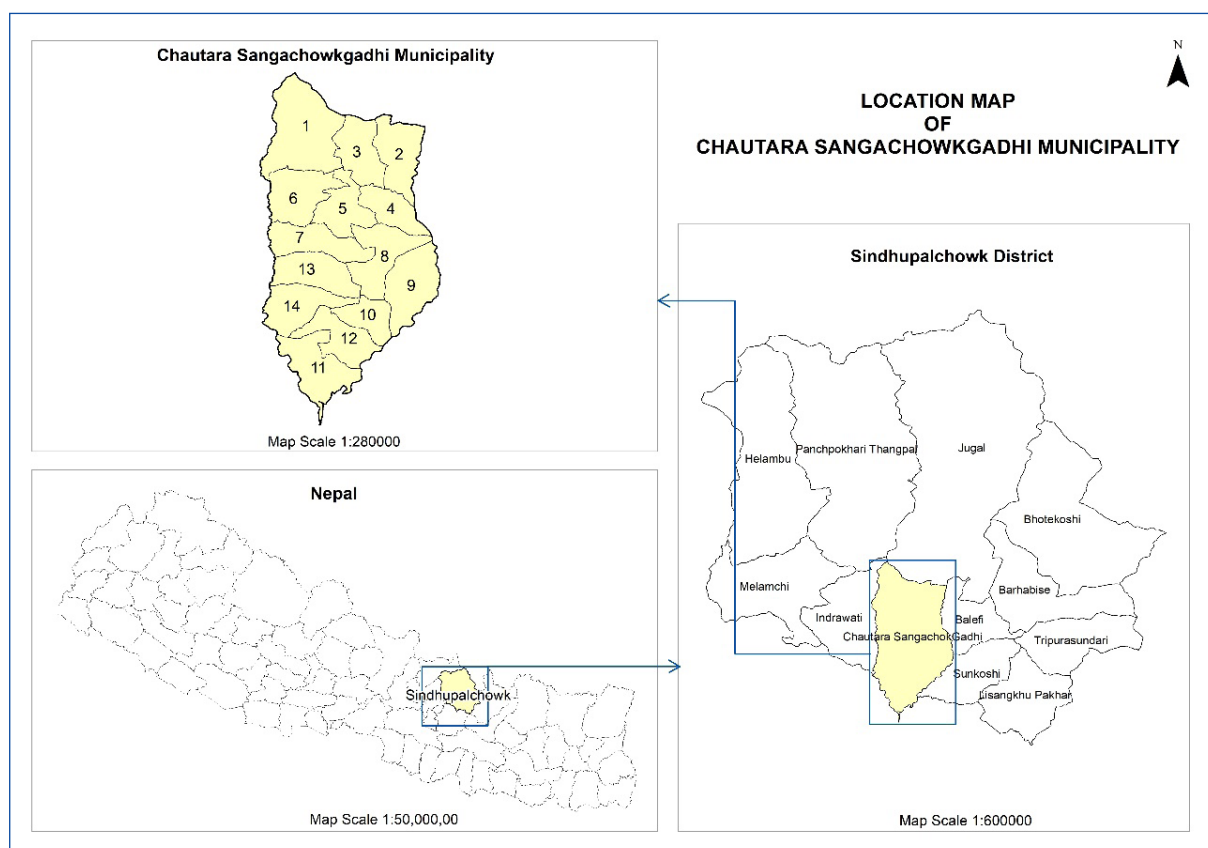 Chautara Sangachowkgadhi Municipality
1
3
2
6
5
4
7
8
13
9
14
10
12
11
Map Scale 1:280000
N
LOCATION MAP
OF
CHAUTARA SANGACHOWKGADHI MUNICIPALITY
Nepal
Sindhupalchowk
Map Scale 1:50,000,00
Sindhupalchowk District
Helambu
Panchpokhari Thangpal
Jugal
Bhotekoshi
Melamchi
Barhabise
Indrawati
Balefi
Chautara SangachokGadhi
Tripurasundari
Sunkoshi
Lisangkhu Pakhar
Map Scale 1:600000